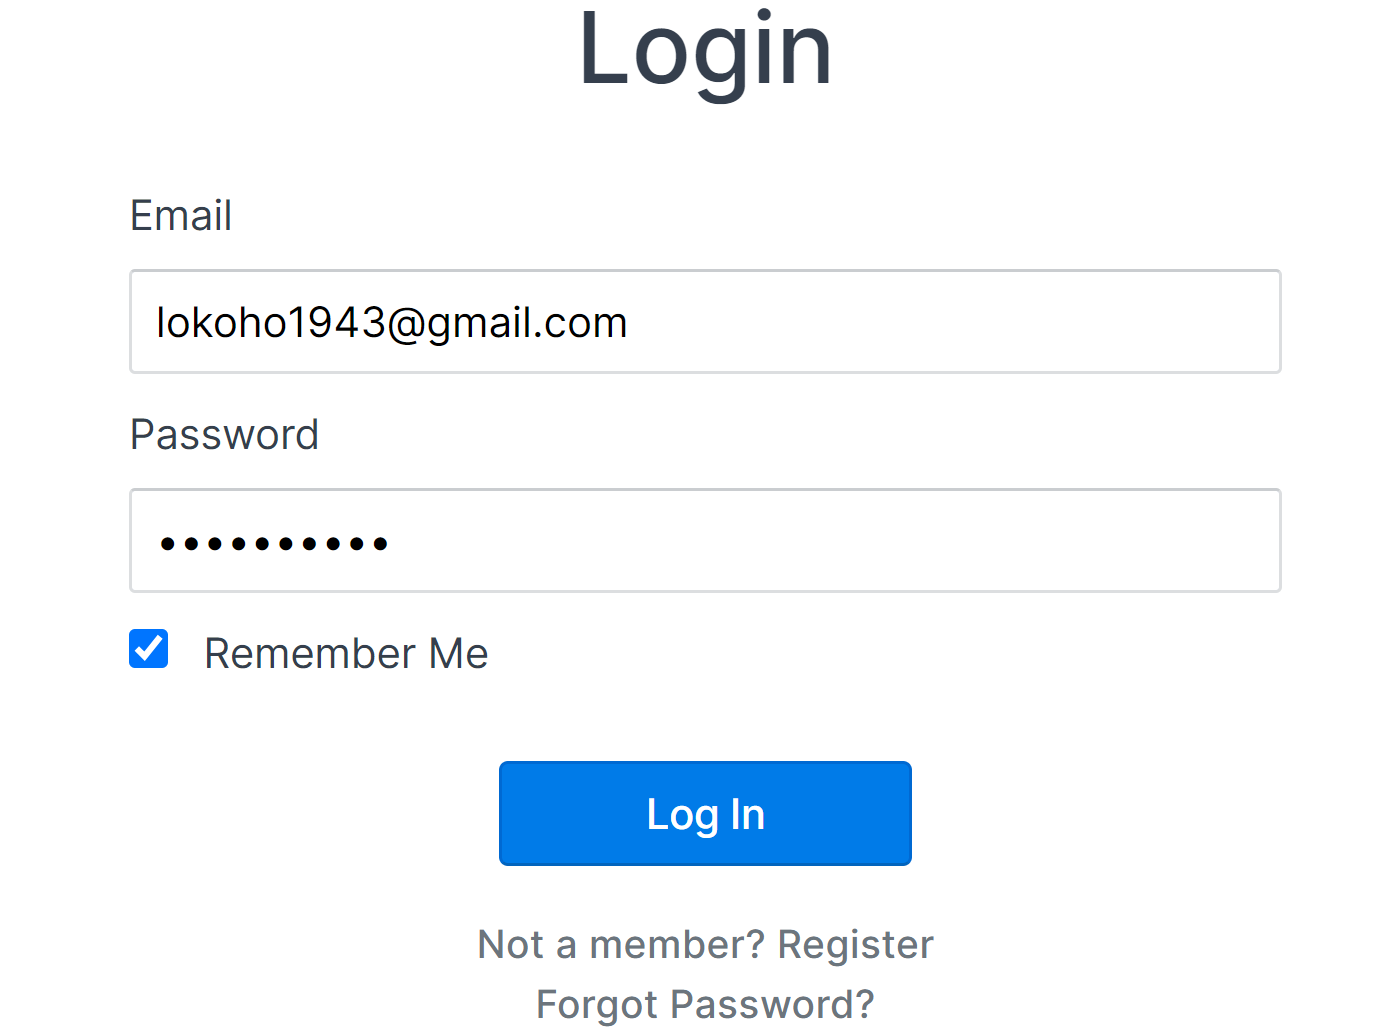 Login
Email
lokoho1943@gmail.com
Password
••••••••••
Remember Me
Log In
Not a member? Register
Forgot Password?